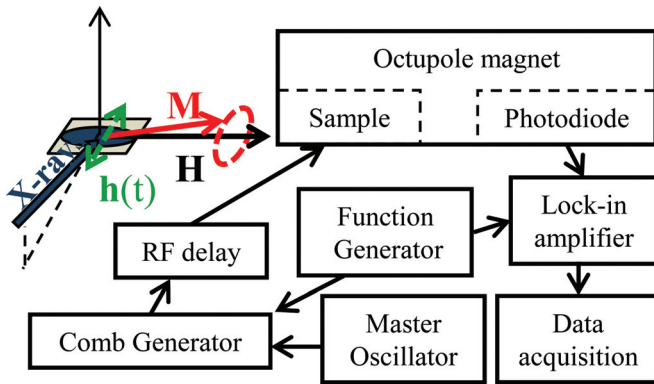 M
H
h(t)
X-ray
Octupole magnet
Sample
Photodiode
RF delay
Function
Generator
Lock-in
amplifier
Comb Generator
Master
Oscillator
Data
acquisition